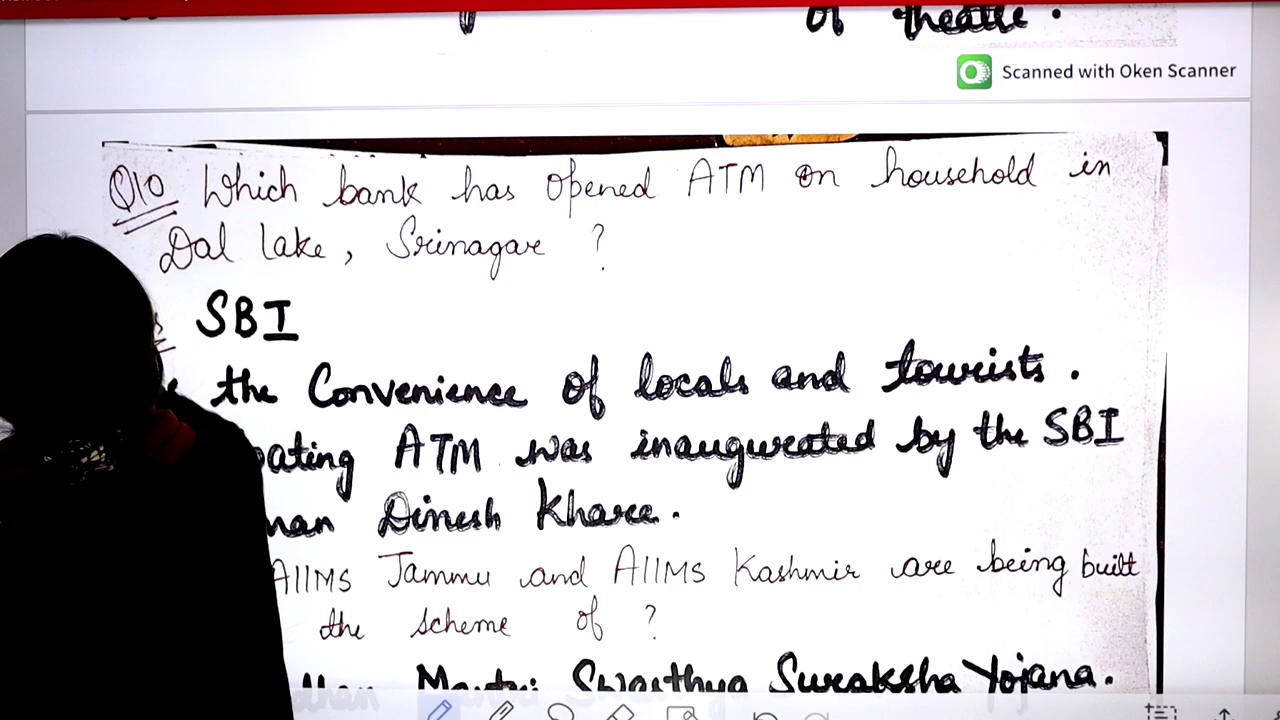 of theatre.
Scanned with Oken Scanner
Q10 Which bank has opened ATM on household in
Dal lake, Srinagar ?
SBI
the Convenience of locals and tourists.
ATM was inaugurated by the SBI
Dinesh Khare.
AIIMS Jammu and AIIMS Kashmir are being built
the scheme of ?
Swasthya Suraksha Yojana.